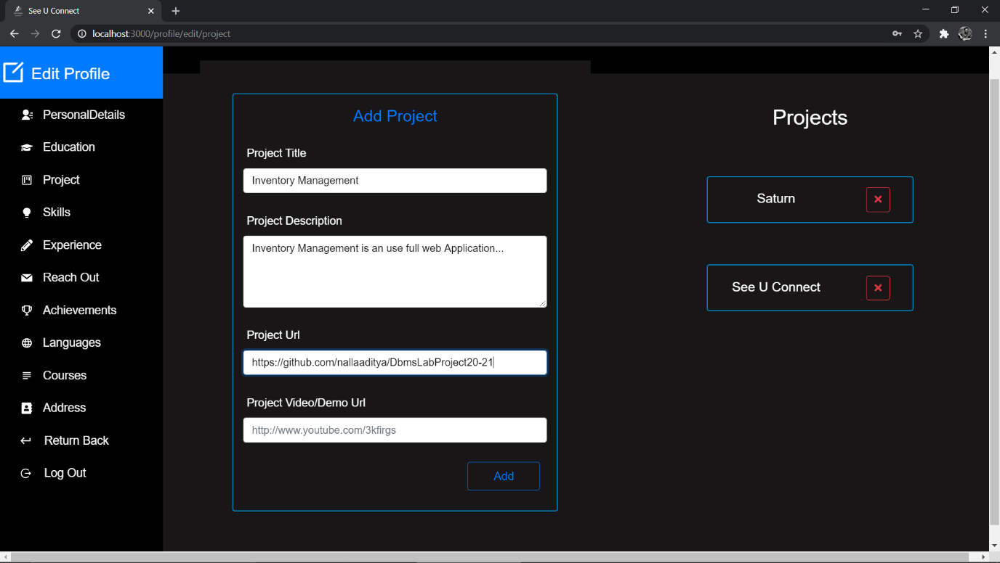 See U Connect
localhost:3000/profile/edit/project
Edit Profile
PersonalDetails
Education
Project
Skills
Experience
Reach Out
Achievements
Languages
Courses
Address
Return Back
Log Out
Add Project
Project Title
Inventory Management
Project Description
Inventory Management is an use full web Application...
Project Url
https://github.com/nallaaditya/DbmsLabProject20-21
Project Video/Demo Url
http://www.youtube.com/3kfirgs
Add
Projects
Saturn
See U Connect